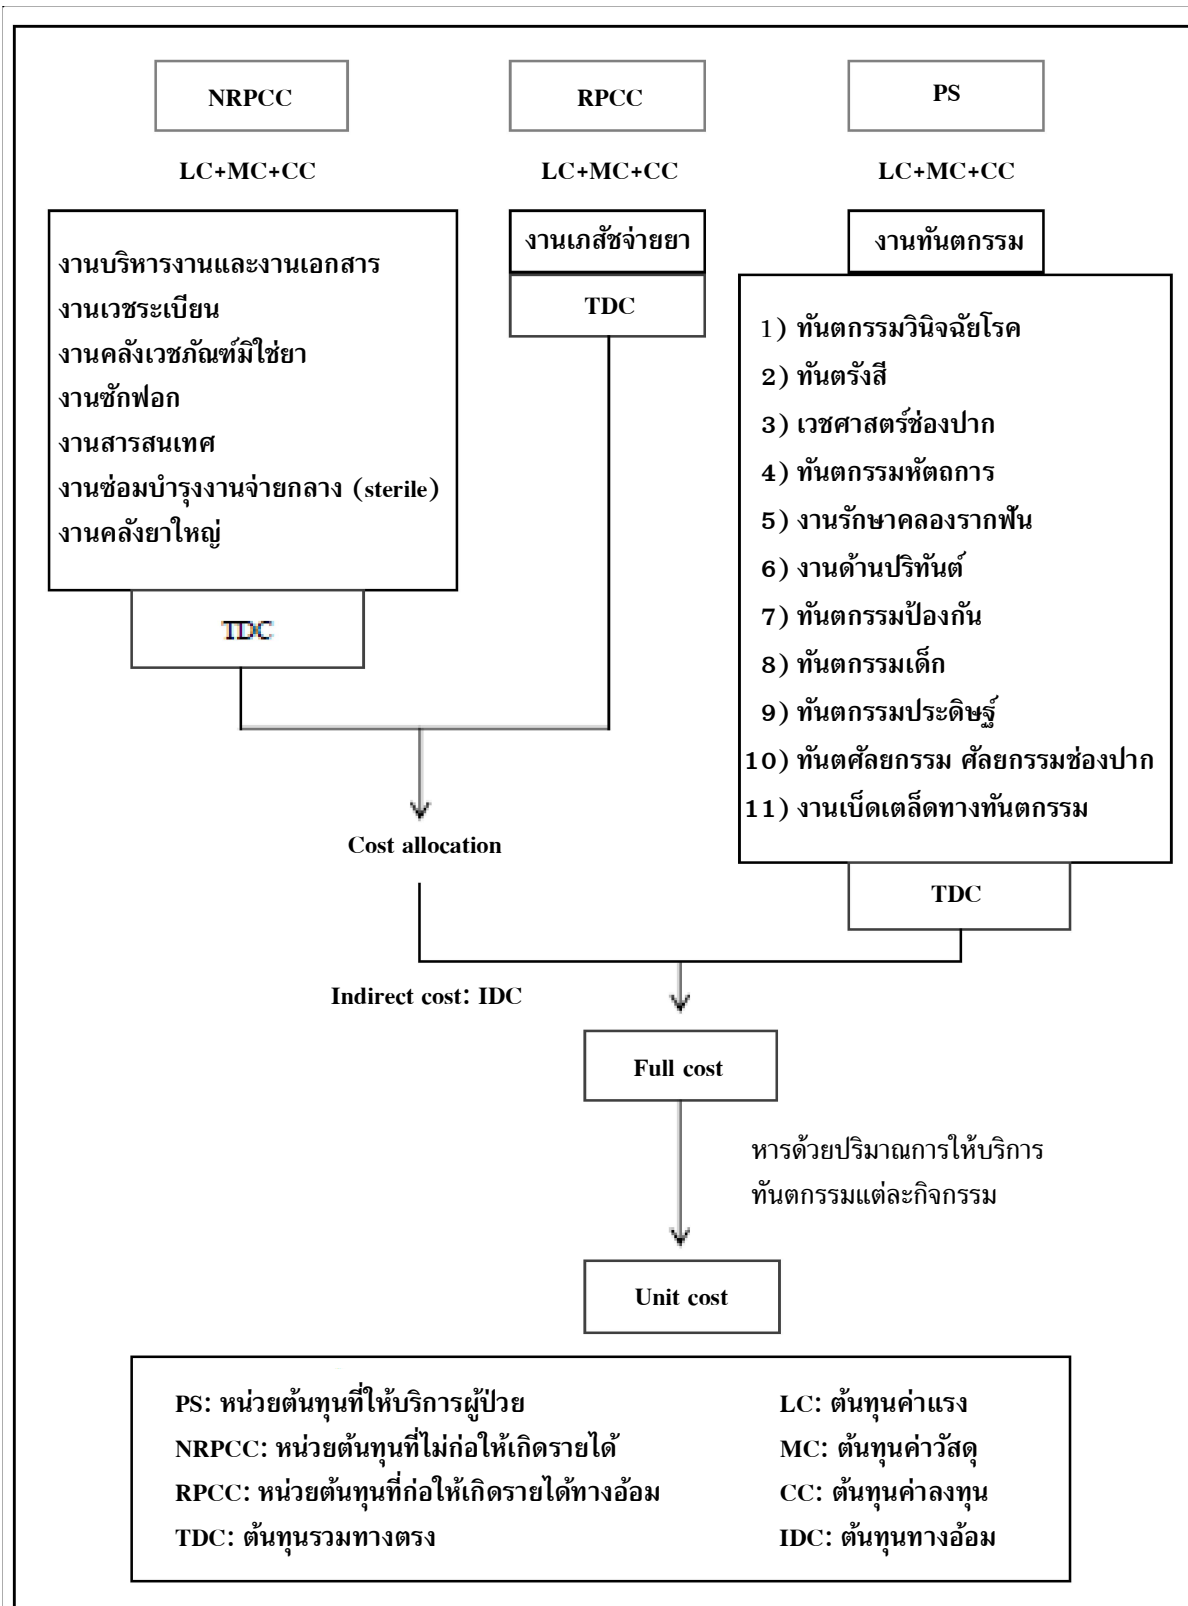 NRPCC
RPCC
PS
LC+MC+CC
LC+MC+CC
LC+MC+CC
งานบริหารงานและงานเอกสาร
งานเวชระเบียน
งานคลังเวชภัณฑ์มิใช่ยา
งานซักฟอก
งานสารสนเทศ
งานซ่อมบำรุงงานจ่ายกลาง (sterile)
งานคลังยาใหญ่
TDC
งานเภสัชจ่ายยา
TDC
งานทันตกรรม
1) ทันตกรรมวินิจฉัยโรค
2) ทันตรังสี
3) เวชศาสตร์ช่องปาก
4) ทันตกรรมหัตถการ
5) งานรักษาคลองรากฟัน
6) งานด้านปริทันต์
7) ทันตกรรมป้องกัน
8) ทันตกรรมเด็ก
9) ทันตกรรมประดิษฐ์
10) ทันตศัลยกรรม ศัลยกรรมช่องปาก
11) งานเบ็ดเตล็ดทางทันตกรรม
TDC
Cost allocation
Indirect cost: IDC
Full cost
หารด้วยปริมาณการให้บริการ
ทันตกรรมแต่ละกิจกรรม
Unit cost
PS: หน่วยต้นทุนที่ให้บริการผู้ป่วย
NRPCC: หน่วยต้นทุนที่ไม่ก่อให้เกิดรายได้
RPCC: หน่วยต้นทุนที่ก่อให้เกิดรายได้ทางอ้อม
TDC: ต้นทุนรวมทางตรง
LC: ต้นทุนค่าแรง
MC: ต้นทุนค่าวัสดุ
CC: ต้นทุนค่าลงทุน
IDC: ต้นทุนทางอ้อม